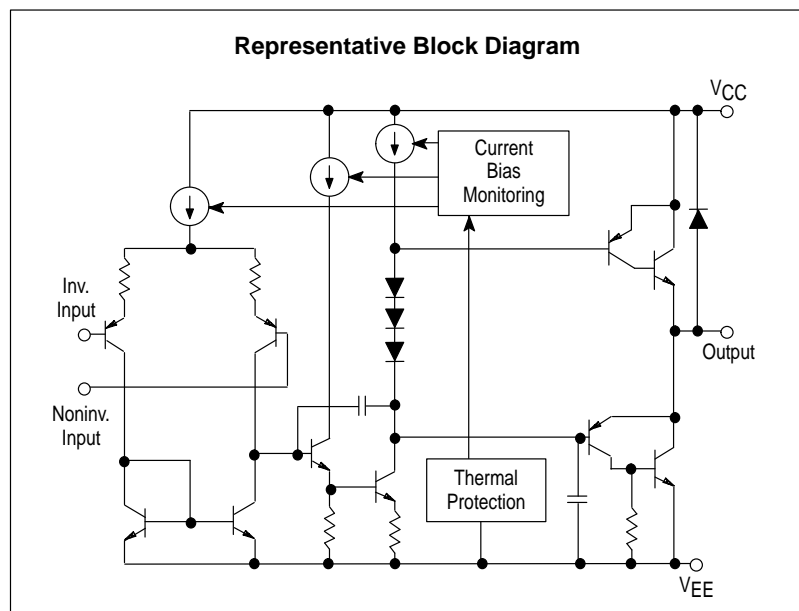 Representative Block Diagram
VCC
Current
Bias
Monitoring
Inv.
Input
Output
Noninv.
Input
Thermal
Protection
VEE